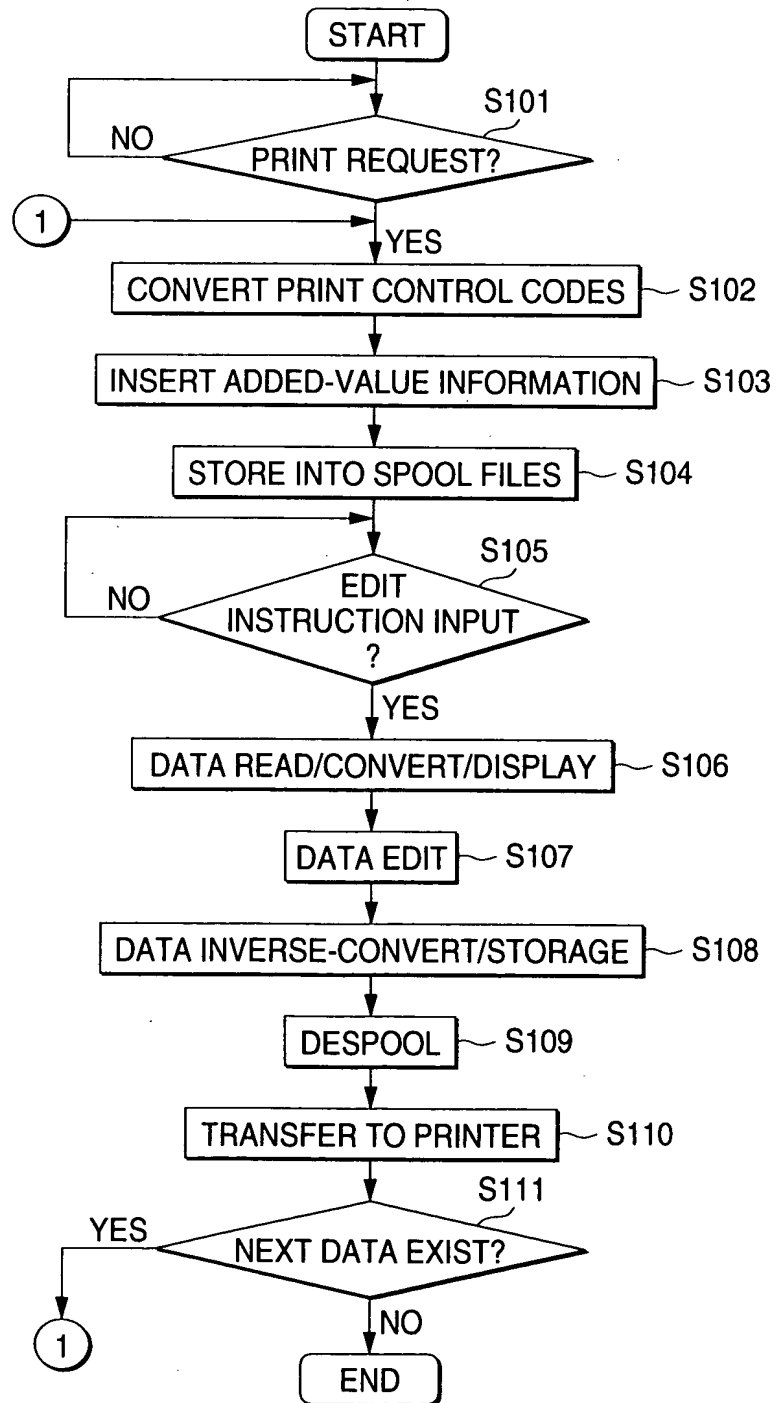 START
S101
NO
PRINT REQUEST?
1
YES
CONVERT PRINT CONTROL CODES
S102
INSERT ADDED-VALUE INFORMATION
S103
STORE INTO SPOOL FILES
S104
S105
EDIT
NO
INSTRUCTION INPUT
?
YES
DATA READ/CONVERT/DISPLAY
S106
DATA EDIT
S107
DATA INVERSE-CONVERT/STORAGE
S108
DESPOOL
S109
TRANSFER TO PRINTER
S110
S111
YES
NEXT DATA EXIST?
NO
1
END